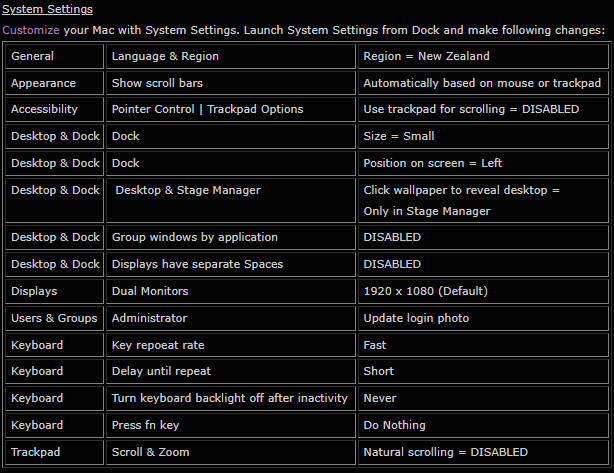 System Settings
Customize your Mac with System Settings. Launch System Settings from Dock and make following changes:
General Language & Region Region = New Zealand
Appearance Show scroll bars Automatically based on mouse or trackpad
Accessibility Pointer Control | Trackpad Options Use trackpad for scrolling = DISABLED
Desktop & Dock Dock Size = Small
Desktop & Dock Dock Position on screen = Left
Desktop & Dock Desktop & Stage Manager Click wallpaper to reveal desktop =
Only in Stage Manager
Desktop & Dock Group windows by application DISABLED
Desktop & Dock Displays have separate Spaces DISABLED
Displays Dual Monitors 1920 x 1080 (Default)
Users & Groups Administrator Update login photo
Keyboard Key repoeat rate Fast
Keyboard Delay until repeat Short
Keyboard Turn keyboard backlight off after inactivity Never
Keyboard Press fn key Do Nothing
Trackpad Scroll & Zoom Natural scrolling = DISABLED